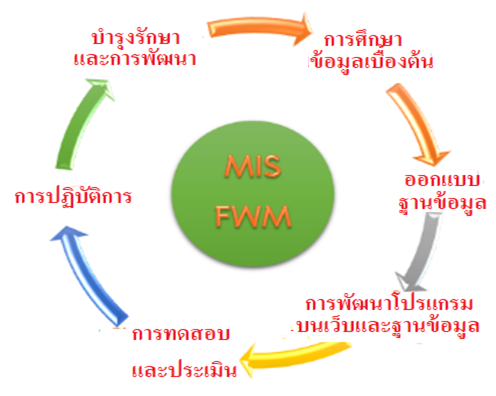 บำรุงรักษา
และการพัฒนา
การศึกษา
ข้อมูลเบื้องต้น
ออกแบบ
ฐานข้อมูล
การพัฒนาโปรแกรม
บนเว็บและฐานข้อมูล
การทดสอบ
และประเมิน
การปฏิบัติการ
MIS
FWM